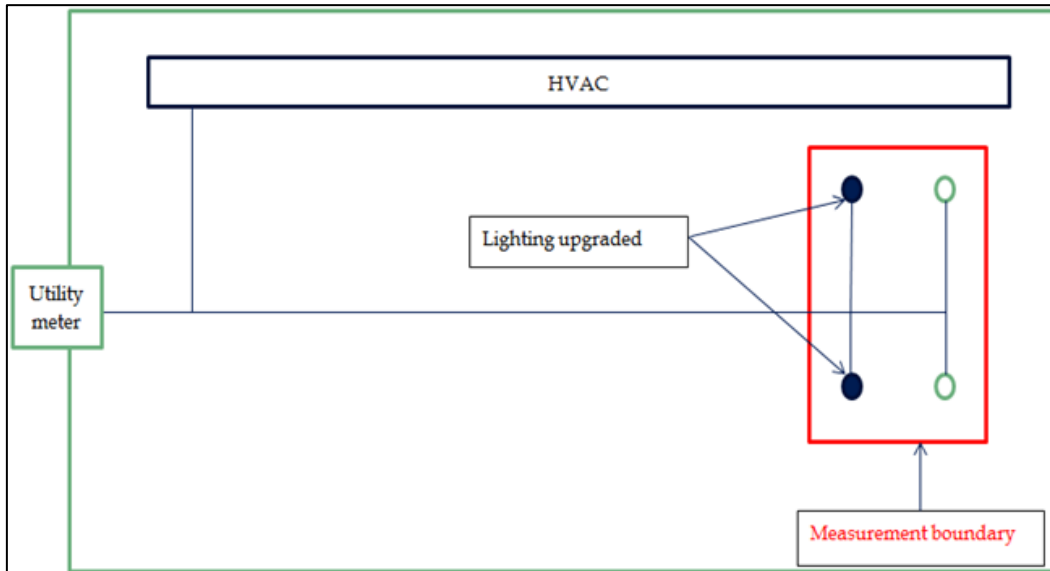 HVAC
Lighting upgraded
Utility
meter
Measurement boundary